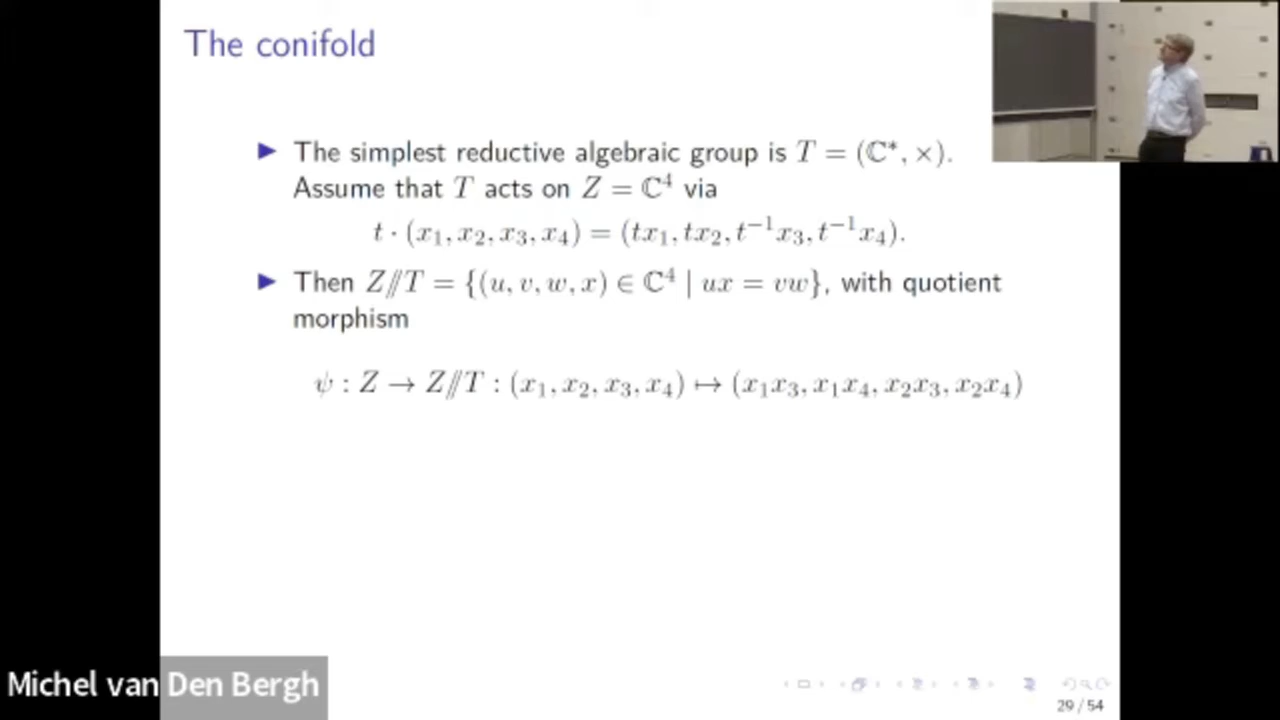 The conifold
▶ The simplest reductive algebraic group is T = (ℂ*, ×).
Assume that T acts on Z = ℂ⁴ via
t · (x₁, x₂, x₃, x₄) = (tx₁, tx₂, t⁻¹x₃, t⁻¹x₄).
▶ Then Z//T = {(u, v, w, x) ∈ ℂ⁴ | ux = vw}, with quotient
morphism
ψ : Z → Z//T : (x₁, x₂, x₃, x₄) ↦ (x₁x₃, x₁x₄, x₂x₃, x₂x₄)
Michel van Den Bergh
29 / 54